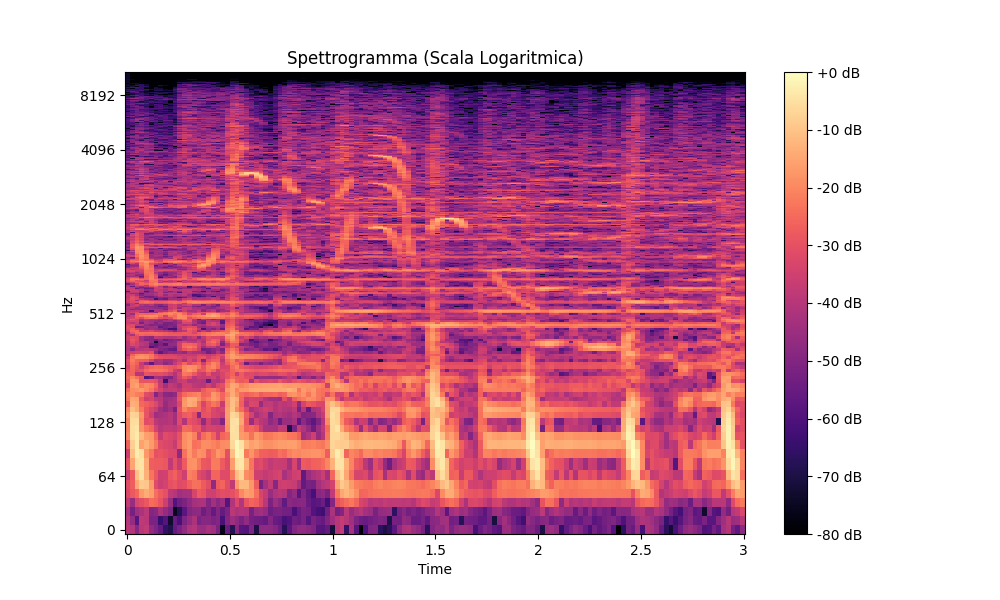 Spettrogramma (Scala Logaritmica)
Hz
8192
4096
2048
1024
512
256
128
64
0
0
0.5
1
1.5
2
2.5
3
Time
+0 dB
-10 dB
-20 dB
-30 dB
-40 dB
-50 dB
-60 dB
-70 dB
-80 dB